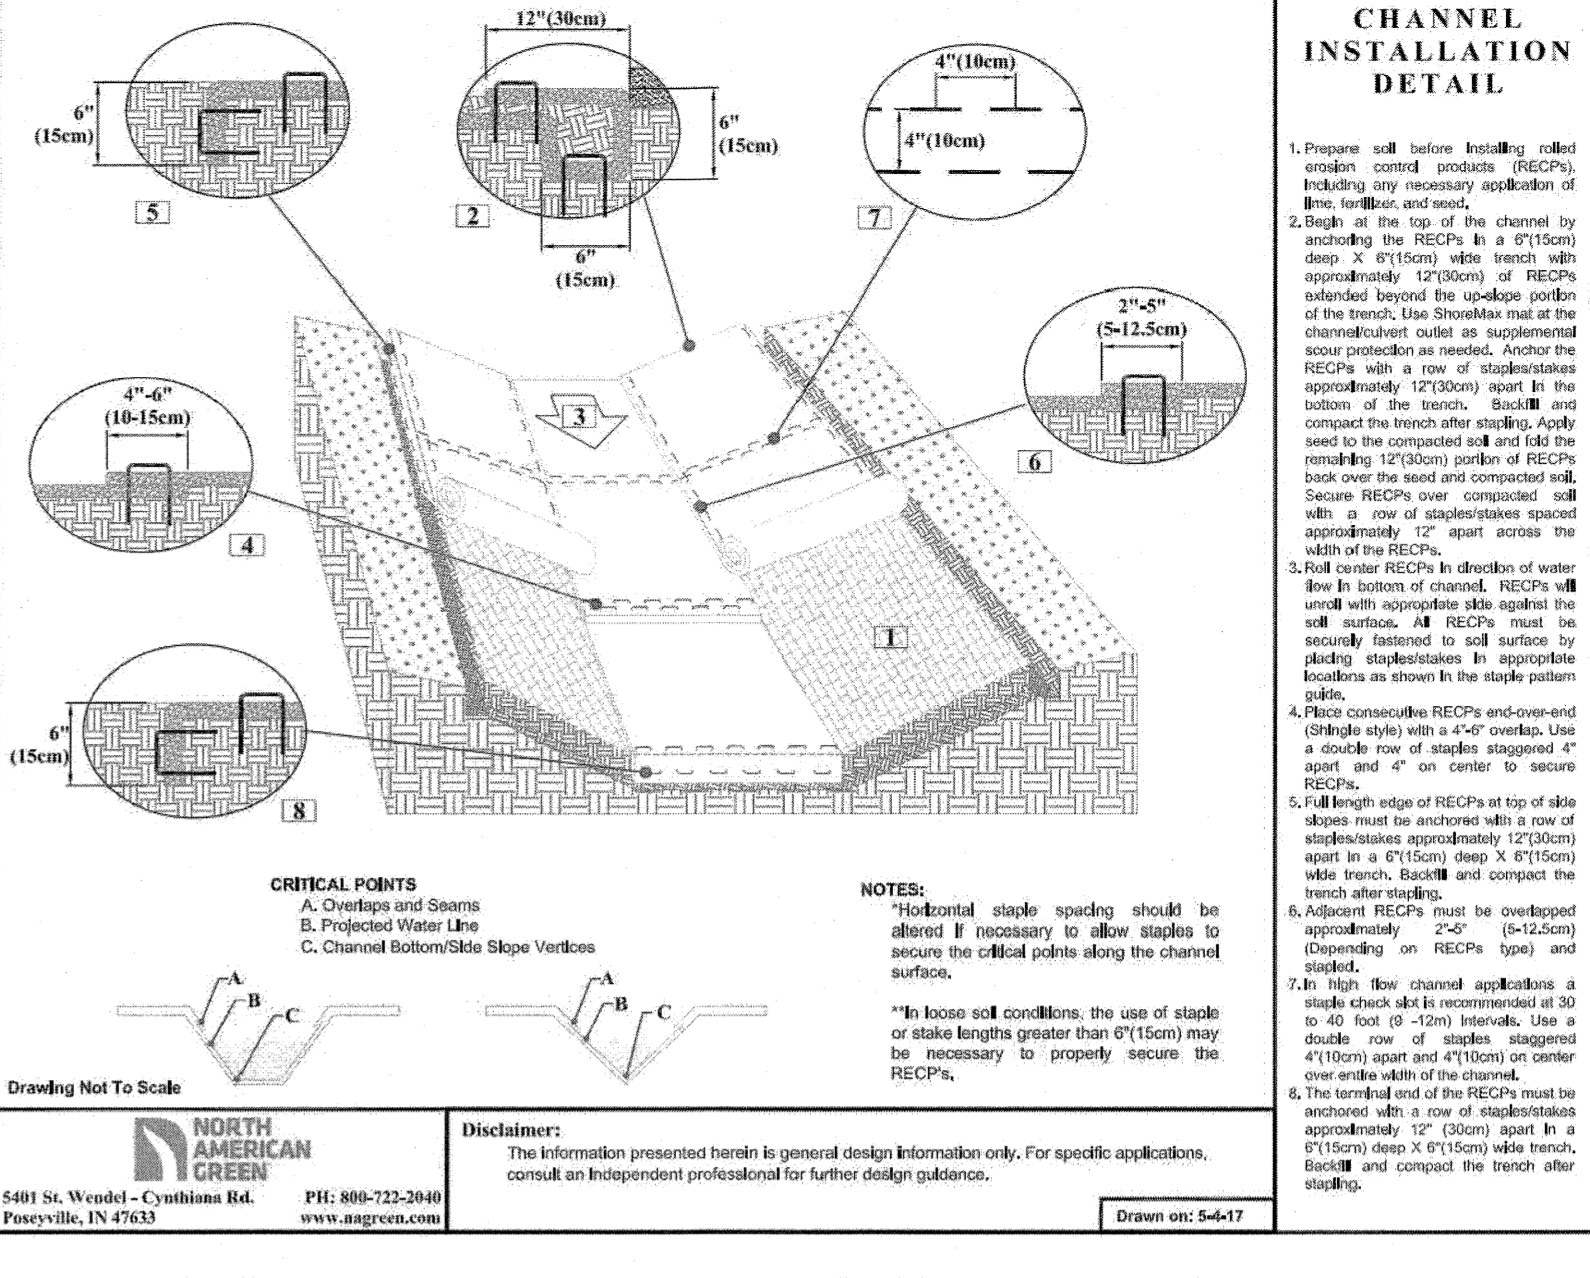 12"(30cm)
6"
(15cm)
5
2
6"
(15cm)
6"
(15cm)
4"(10cm)
4"(10cm)
7
2"-5"
(5-12.5cm)
6
4"-6"
(10-15cm)
4
3
1
6"
(15cm)
8
CRITICAL POINTS
A. Overlaps and Seams
B. Projected Water Line
C. Channel Bottom/Side Slope Vertices
A
B
C
A
B
C
Drawing Not To Scale
NOTES:
*Horizontal staple spacing should be
altered if necessary to allow staples to
secure the critical points along the channel
surface.
**In loose soil conditions, the use of staple
or stake lengths greater than 6"(15cm) may
be necessary to properly secure the
RECP's.
NORTH
AMERICAN
GREEN
5401 St. Wendel - Cynthiana Rd.
Poseyville, IN 47633
PH: 800-722-2040
www.nagreen.com
Disclaimer:
The information presented herein is general design information only. For specific applications,
consult an independent professional for further design guidance.
Drawn on: 5-4-17
CHANNEL
INSTALLATION
DETAIL
1. Prepare soil before installing rolled
erosion control products (RECPs),
including any necessary application of
lime, fertilizer, and seed.
2. Begin at the top of the channel by
anchoring the RECPs in a 6"(15cm)
deep X 6"(15cm) wide trench with
approximately 12"(30cm) of RECPs
extended beyond the up-slope portion
of the trench. Use ShoreMax mat at the
channel/culvert outlet as supplemental
scour protection as needed. Anchor the
RECPs with a row of staples/stakes
approximately 12"(30cm) apart in the
bottom of the trench. Backfill and
compact the trench after stapling. Apply
seed to the compacted soil and fold the
remaining 12"(30cm) portion of RECPs
back over the seed and compacted soil.
Secure RECPs over compacted soil
with a row of staples/stakes spaced
approximately 12" apart across the
width of the RECPs.
3. Roll center RECPs in direction of water
flow in bottom of channel. RECPs will
unroll with appropriate side against the
soil surface. All RECPs must be
securely fastened to soil surface by
placing staples/stakes in appropriate
locations as shown in the staple pattern
guide.
4. Place consecutive RECPs end-over-end
(Shingle style) with a 4"-6" overlap. Use
a double row of staples staggered 4"
apart and 4" on center to secure
RECPs.
5. Full length edge of RECPs at top of side
slopes must be anchored with a row of
staples/stakes approximately 12"(30cm)
apart in a 6"(15cm) deep X 6"(15cm)
wide trench. Backfill and compact the
trench after stapling.
6. Adjacent RECPs must be overlapped
approximately 2"-5" (5-12.5cm)
(Depending on RECPs type) and
stapled.
7. In high flow channel applications a
staple check slot is recommended at 30
to 40 foot (9 -12m) intervals. Use a
double row of staples staggered
4"(10cm) apart and 4"(10cm) on center
over entire width of the channel.
8. The terminal end of the RECPs must be
anchored with a row of staples/stakes
approximately 12" (30cm) apart in a
6"(15cm) deep X 6"(15cm) wide trench.
Backfill and compact the trench after
stapling.